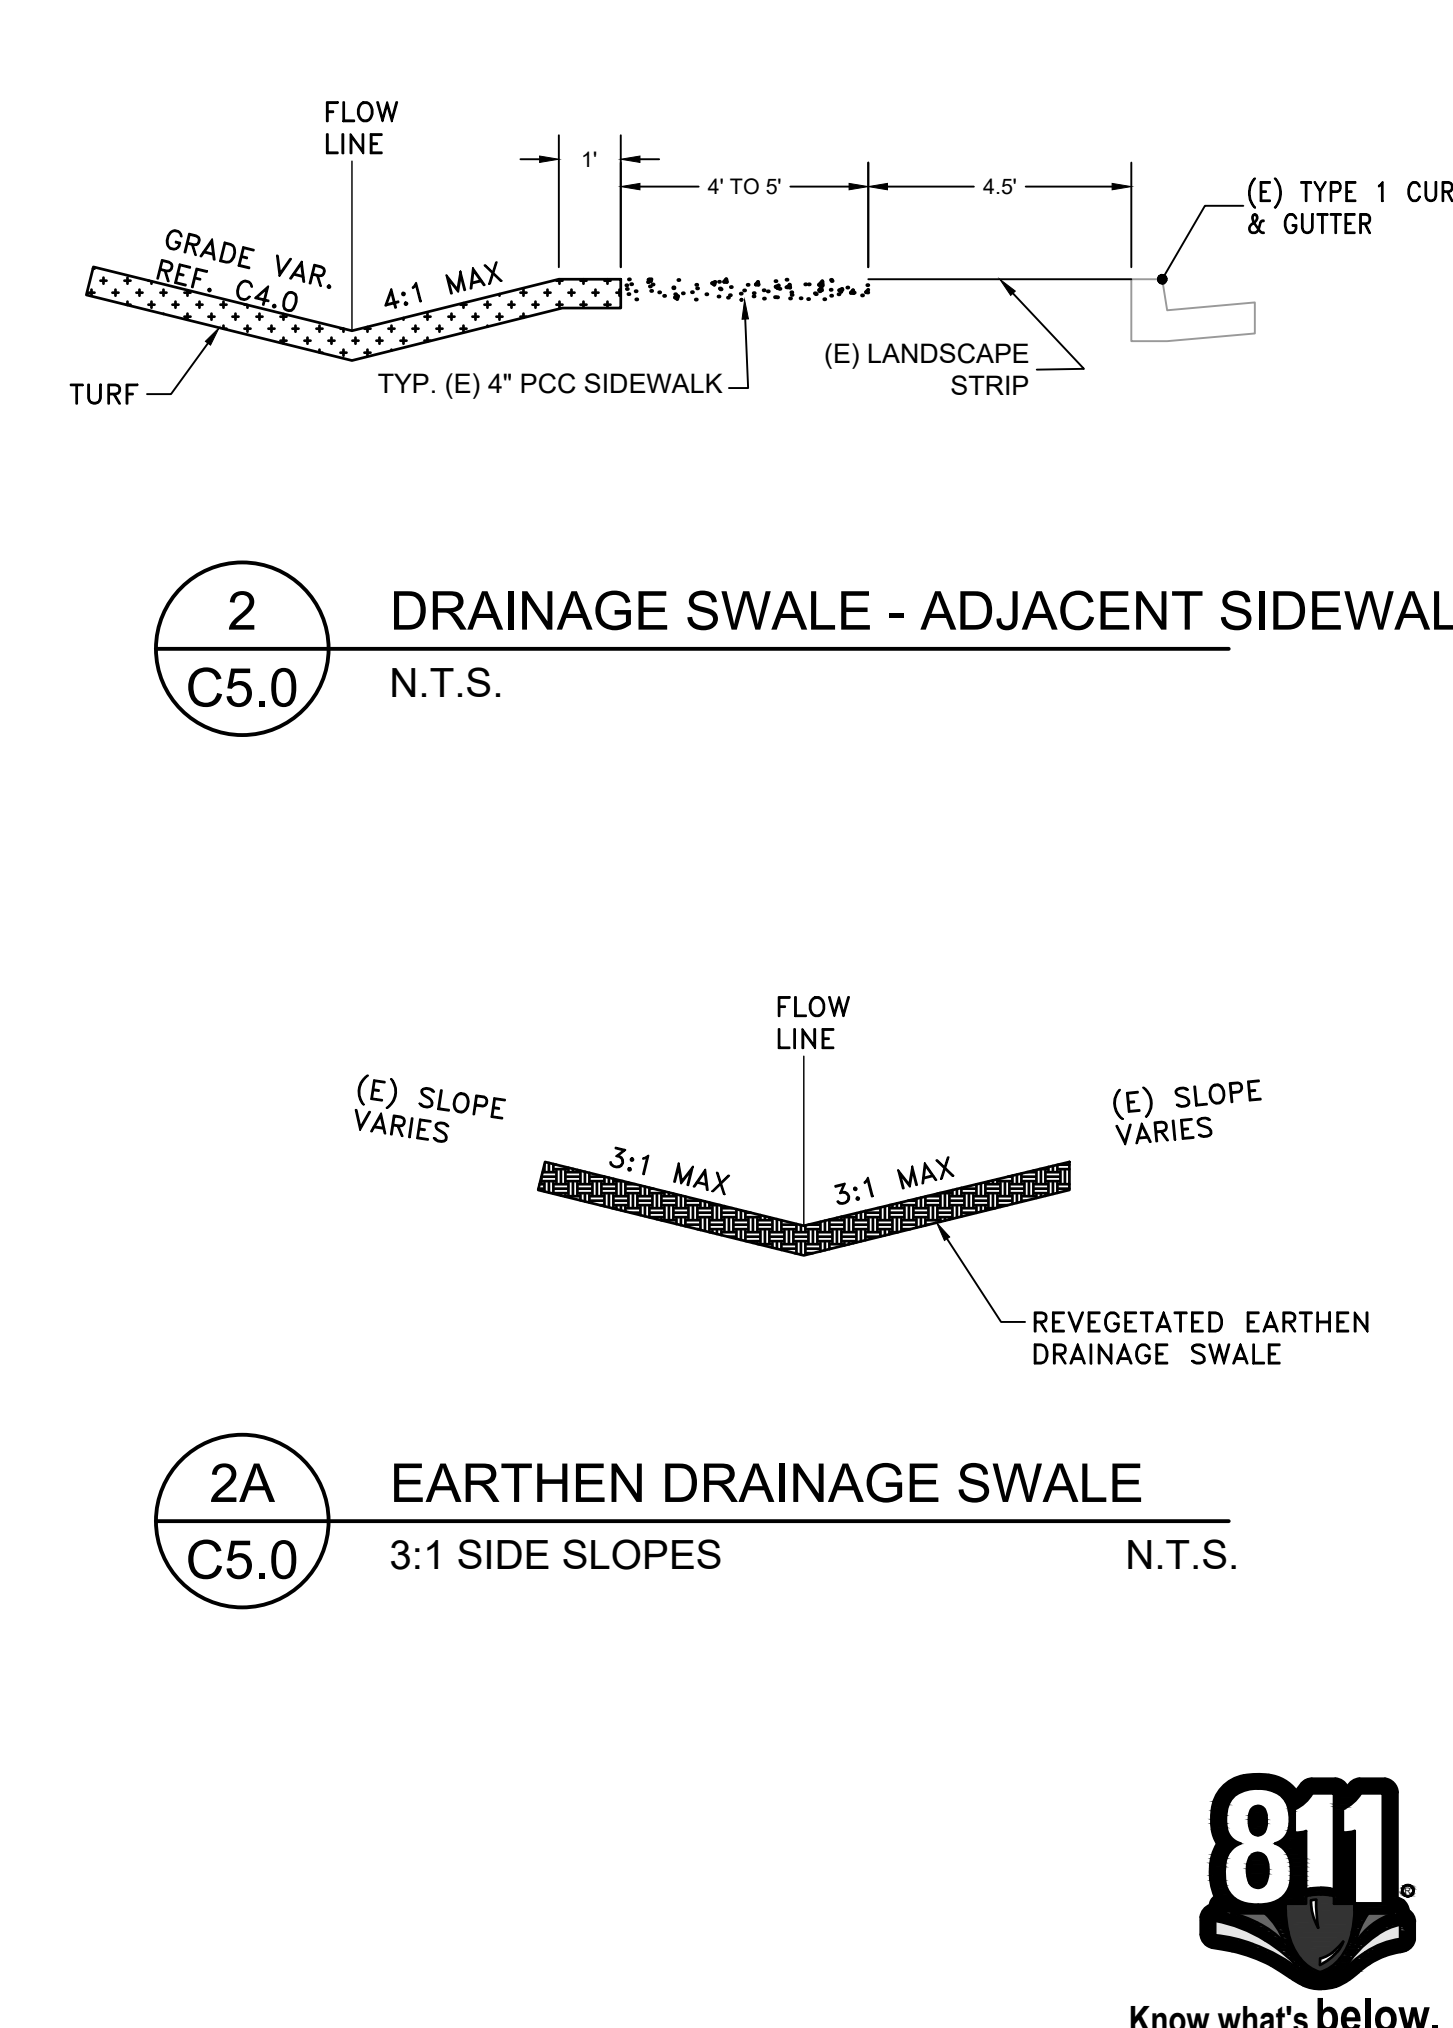 FLOW
LINE
1'
4' TO 5'
4.5'
(E) TYPE 1 CUR
& GUTTER
GRADE VAR.
REF. C4.0
4:1 MAX
(E) LANDSCAPE
STRIP
TYP. (E) 4" PCC SIDEWALK
TURF
2
DRAINAGE SWALE - ADJACENT SIDEWAL
C5.0
N.T.S.
FLOW
LINE
(E) SLOPE
VARIES
(E) SLOPE
VARIES
3:1 MAX
3:1 MAX
REVEGETATED EARTHEN
DRAINAGE SWALE
2A
EARTHEN DRAINAGE SWALE
C5.0
3:1 SIDE SLOPES
N.T.S.
811®
Know what's below.